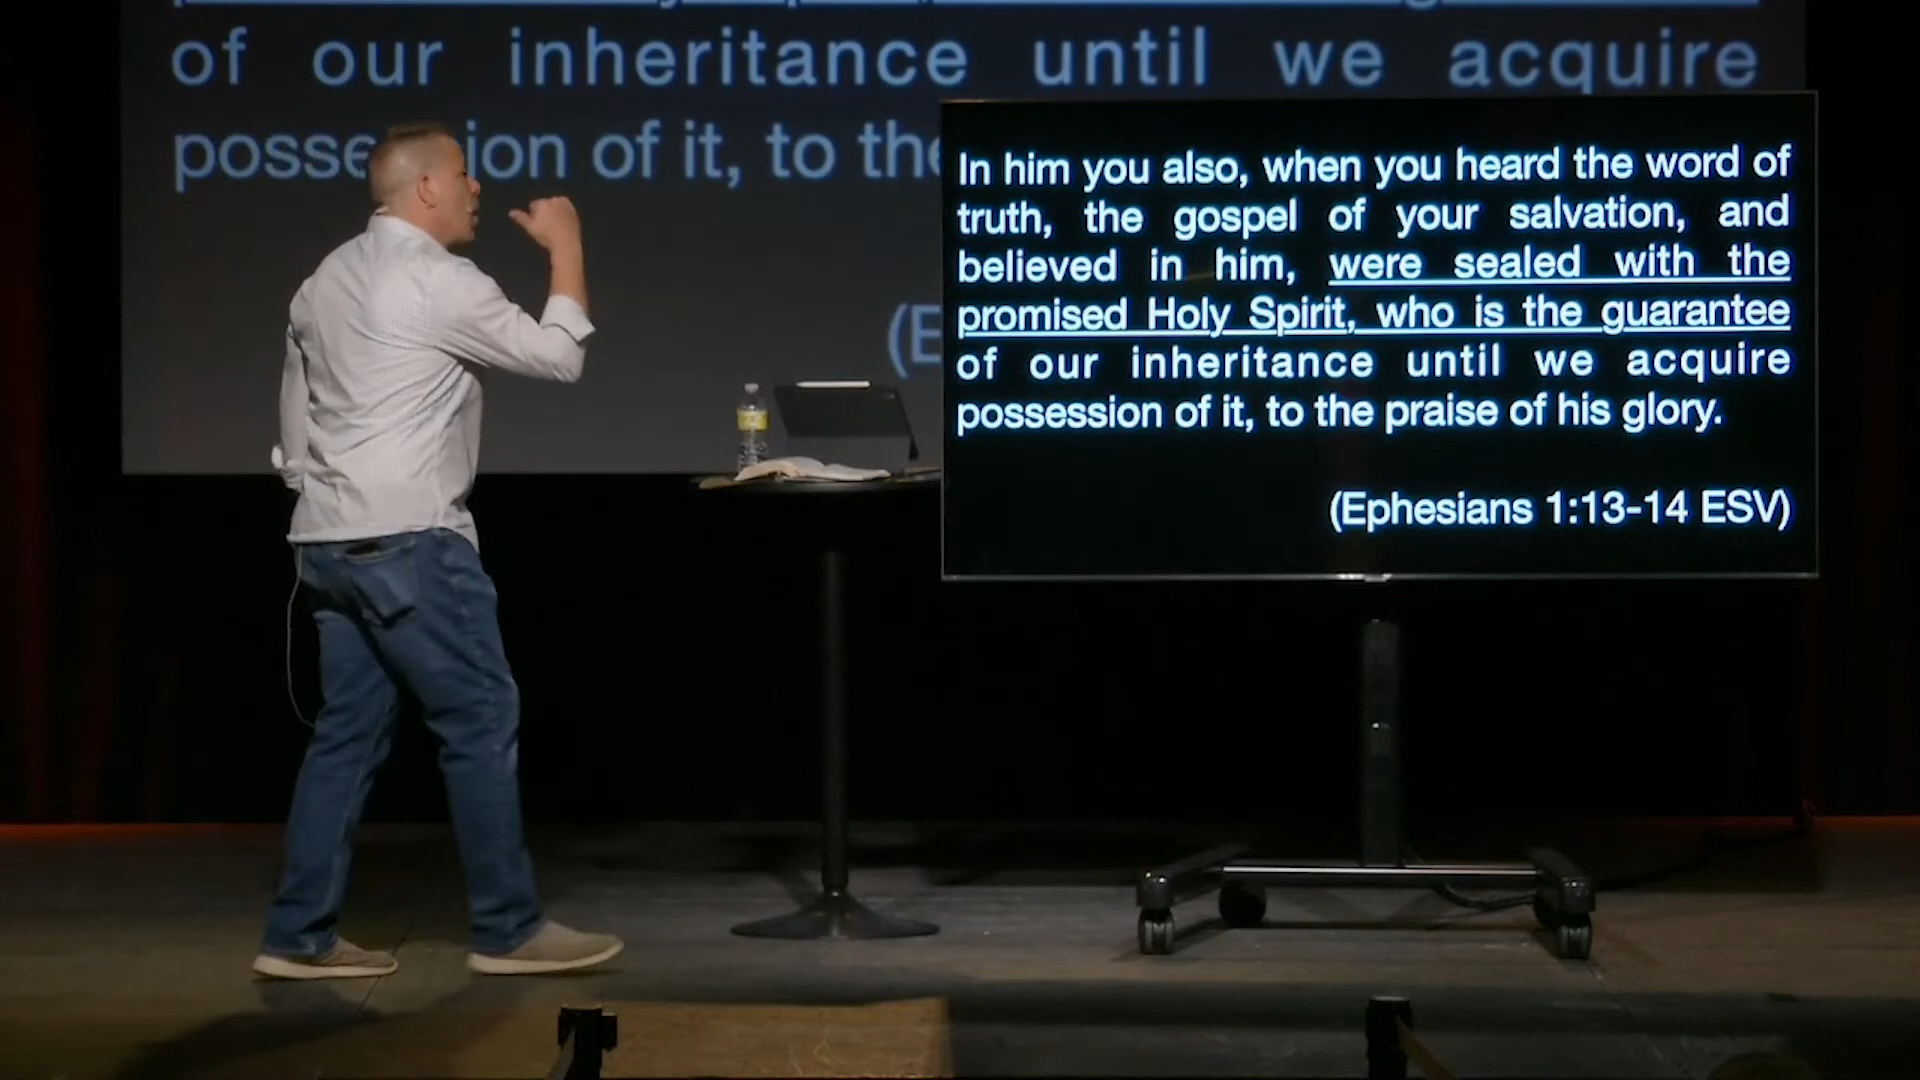 of our inheritance until we acquire
possession of it, to the
(E
In him you also, when you heard the word of
truth, the gospel of your salvation, and
believed in him, were sealed with the
promised Holy Spirit, who is the guarantee
of our inheritance until we acquire
possession of it, to the praise of his glory.
(Ephesians 1:13-14 ESV)